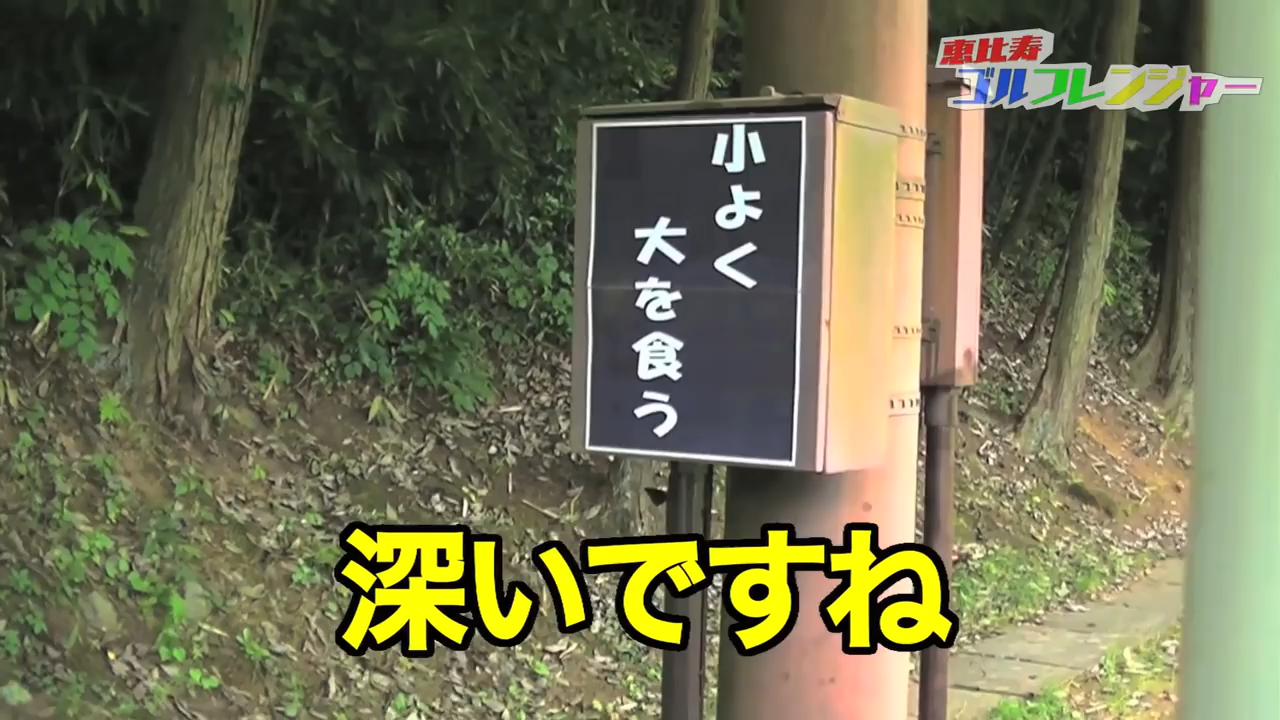 恵比寿
ゴルフレンジャー
小よく
大を食う
深いですね